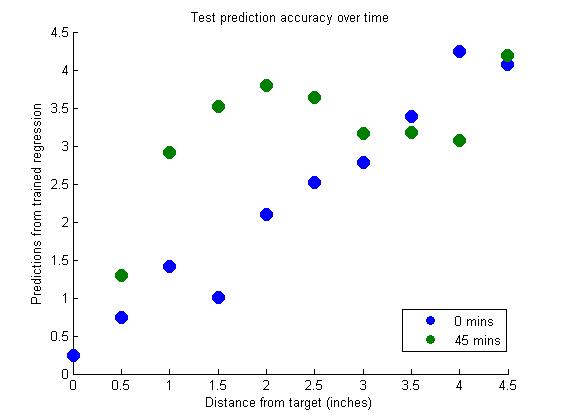 Test prediction accuracy over time
Predictions from trained regression
4.5
4
3.5
3
2.5
2
1.5
1
0.5
0
0 0.5 1 1.5 2 2.5 3 3.5 4 4.5
Distance from target (inches)
0 mins
45 mins